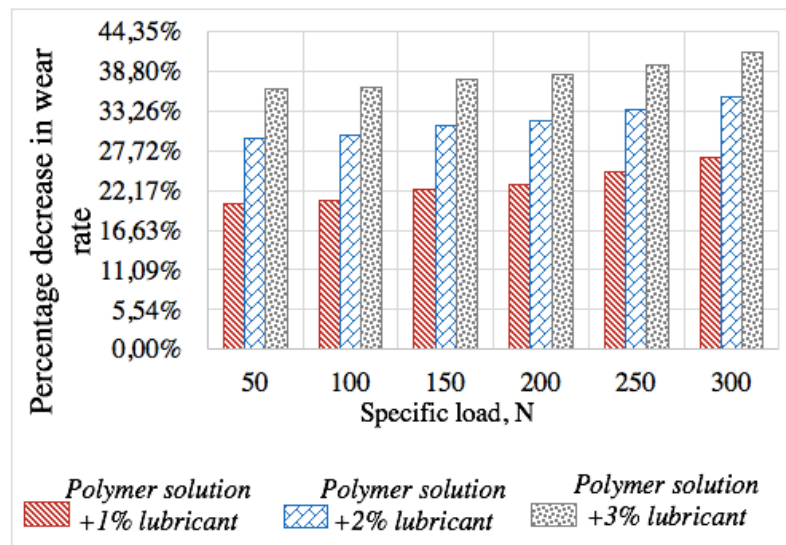 Percentage decrease in wear
rate
44,35%
38,80%
33,26%
27,72%
22,17%
16,63%
11,09%
5,54%
0,00%
50 100 150 200 250 300
Specific load, N
Polymer solution
+1% lubricant
Polymer solution
+2% lubricant
Polymer solution
+3% lubricant